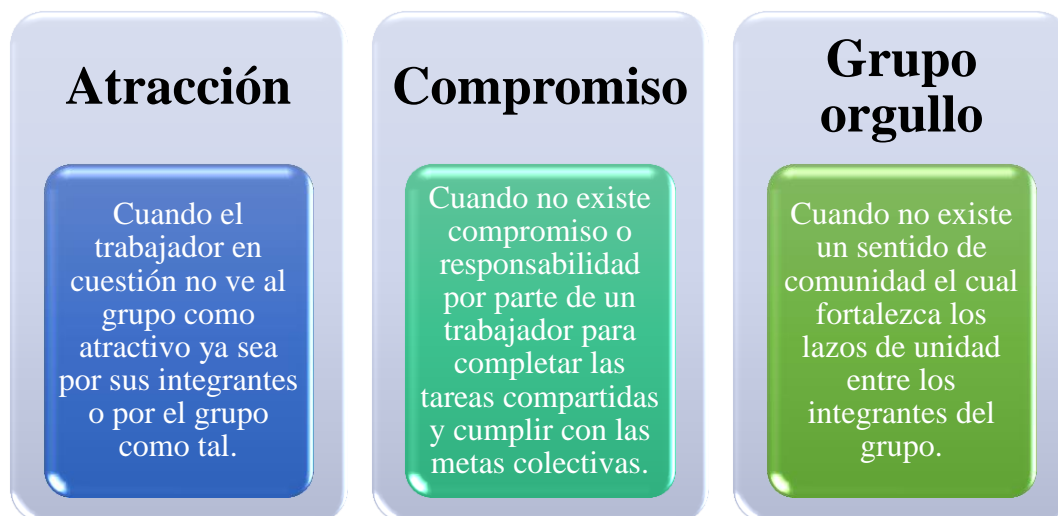 Atracción
Cuando el
trabajador en
cuestión no ve al
grupo como
atractivo ya sea
por sus integrantes
o por el grupo
como tal.
Compromiso
Cuando no existe
compromiso o
responsabilidad
por parte de un
trabajador para
completar las
tareas compartidas
y cumplir con las
metas colectivas.
Grupo
orgullo
Cuando no existe
un sentido de
comunidad el cual
fortalezca los
lazos de unidad
entre los
integrantes del
grupo.